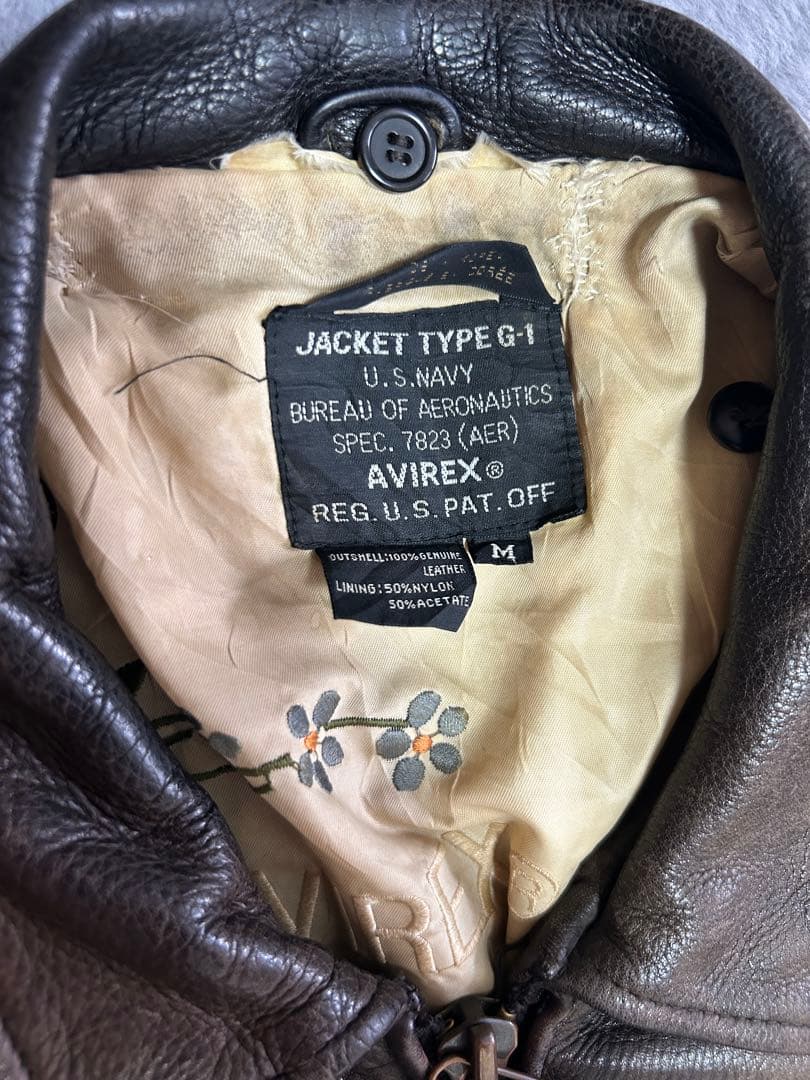 CORÉE
JACKET TYPE G-1
U.S.NAVY
BUREAU OF AERONAUTICS
SPEC. 7823 (AER)
AVIREX®
REG. U.S. PAT. OFF
M
OUTSHELL:100%GENUINE
LEATHER
LINING:50%NYLON
50%ACETATE